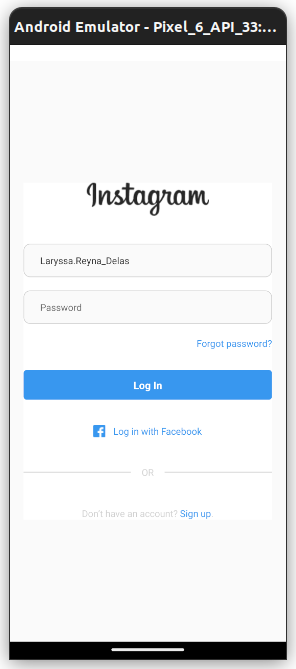 Android Emulator - Pixel_6_API_33:...
Instagram
Laryssa.Reyna_Delas
Password
Forgot password?
Log In
Log in with Facebook
OR
Don't have an account? Sign up.